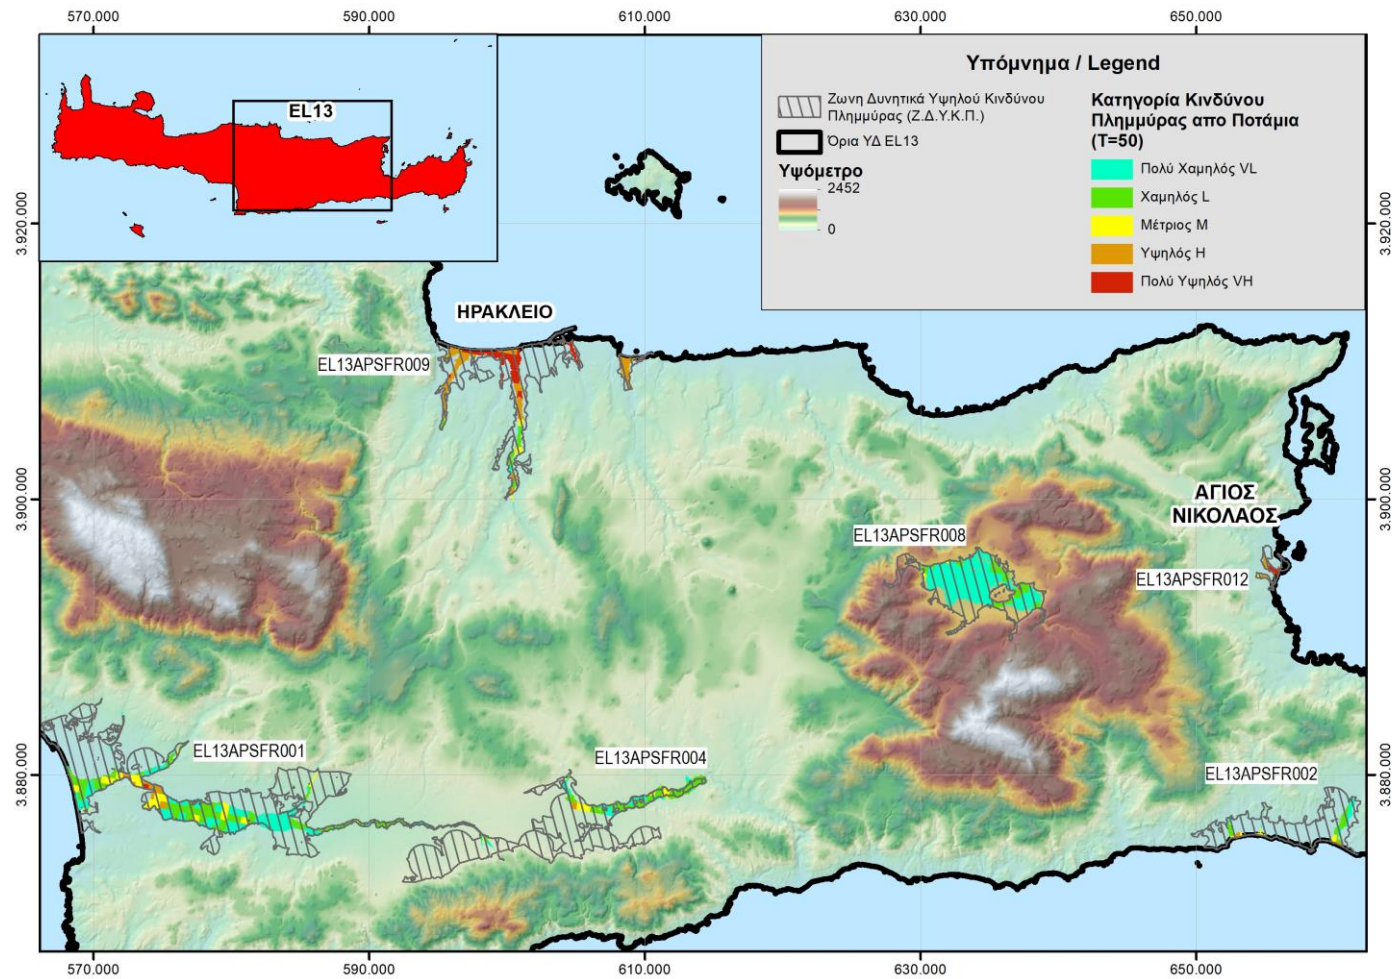 570.000 590.000 610.000 630.000 650.000
EL13
Υπόμνημα / Legend
Ζωνη Δυνητικά Υψηλού Κινδύνου
Πλημμύρας (Ζ.Δ.Υ.Κ.Π.)
Όρια ΥΔ EL13
Υψόμετρο
2452
0
Κατηγορία Κινδύνου
Πλημμύρας απο Ποτάμια
(T=50)
Πολύ Χαμηλός VL
Χαμηλός L
Μέτριος M
Υψηλός H
Πολύ Υψηλός VH
3.920.000 3.920.000
ΗΡΑΚΛΕΙΟ
EL13APSFR009
3.900.000 3.900.000
ΑΓΙΟΣ
ΝΙΚΟΛΑΟΣ
EL13APSFR008
EL13APSFR012
EL13APSFR001
EL13APSFR004
EL13APSFR002
3.880.000 3.880.000
570.000 590.000 610.000 630.000 650.000